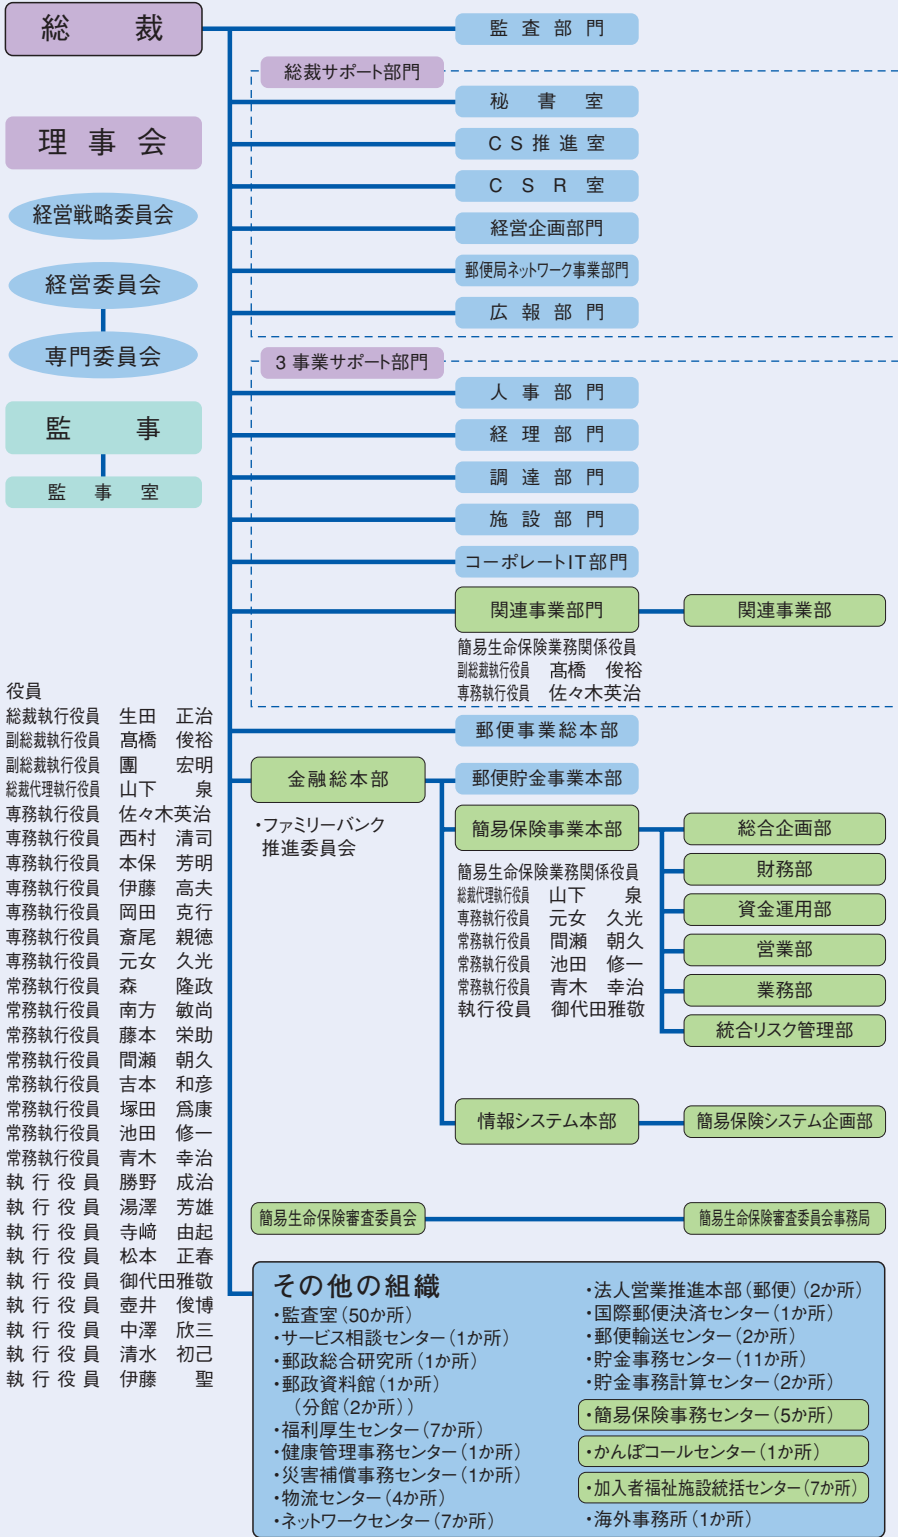 総裁
監査部門
総裁サポート部門
秘書室
CS推進室
CSR室
経営企画部門
郵便局ネットワーク事業部門
広報部門
理事会
経営戦略委員会
経営委員会
専門委員会
監事
監事室
3事業サポート部門
人事部門
経理部門
調達部門
施設部門
コーポレートIT部門
関連事業部門
関連事業部
簡易生命保険業務関係役員
副総裁執行役員 髙橋 俊裕
専務執行役員 佐々木英治
役員
総裁執行役員 生田 正治
副総裁執行役員 髙橋 俊裕
副総裁執行役員 團 宏明
総裁代理執行役員 山下 泉
専務執行役員 佐々木英治
専務執行役員 西村 清司
専務執行役員 本保 芳明
専務執行役員 伊藤 高夫
専務執行役員 岡田 克行
専務執行役員 斎尾 親徳
専務執行役員 元女 久光
常務執行役員 森 隆政
常務執行役員 南方 敏尚
常務執行役員 藤本 栄助
常務執行役員 間瀬 朝久
常務執行役員 吉本 和彦
常務執行役員 塚田 爲康
常務執行役員 池田 修一
常務執行役員 青木 幸治
執行役員 勝野 成治
執行役員 湯澤 芳雄
執行役員 寺﨑 由起
執行役員 松本 正春
執行役員 御代田雅敬
執行役員 壺井 俊博
執行役員 中澤 欣三
執行役員 清水 初己
執行役員 伊藤 聖
郵便事業総本部
金融総本部
・ファミリーバンク
推進委員会
郵便貯金事業本部
簡易保険事業本部
簡易生命保険業務関係役員
総裁代理執行役員 山下 泉
専務執行役員 元女 久光
常務執行役員 間瀬 朝久
常務執行役員 池田 修一
常務執行役員 青木 幸治
執行役員 御代田雅敬
総合企画部
財務部
資金運用部
営業部
業務部
統合リスク管理部
情報システム本部
簡易保険システム企画部
簡易生命保険審査委員会
簡易生命保険審査委員会事務局
その他の組織
・監査室(50か所)
・サービス相談センター(1か所)
・郵政総合研究所(1か所)
・郵政資料館(1か所)
(分館(2か所))
・福利厚生センター(7か所)
・健康管理事務センター(1か所)
・災害補償事務センター(1か所)
・物流センター(4か所)
・ネットワークセンター(7か所)
・法人営業推進本部(郵便)(2か所)
・国際郵便決済センター(1か所)
・郵便輸送センター(2か所)
・貯金事務センター(11か所)
・貯金事務計算センター(2か所)
・簡易保険事務センター(5か所)
・かんぽコールセンター(1か所)
・加入者福祉施設統括センター(7か所)
・海外事務所(1か所)